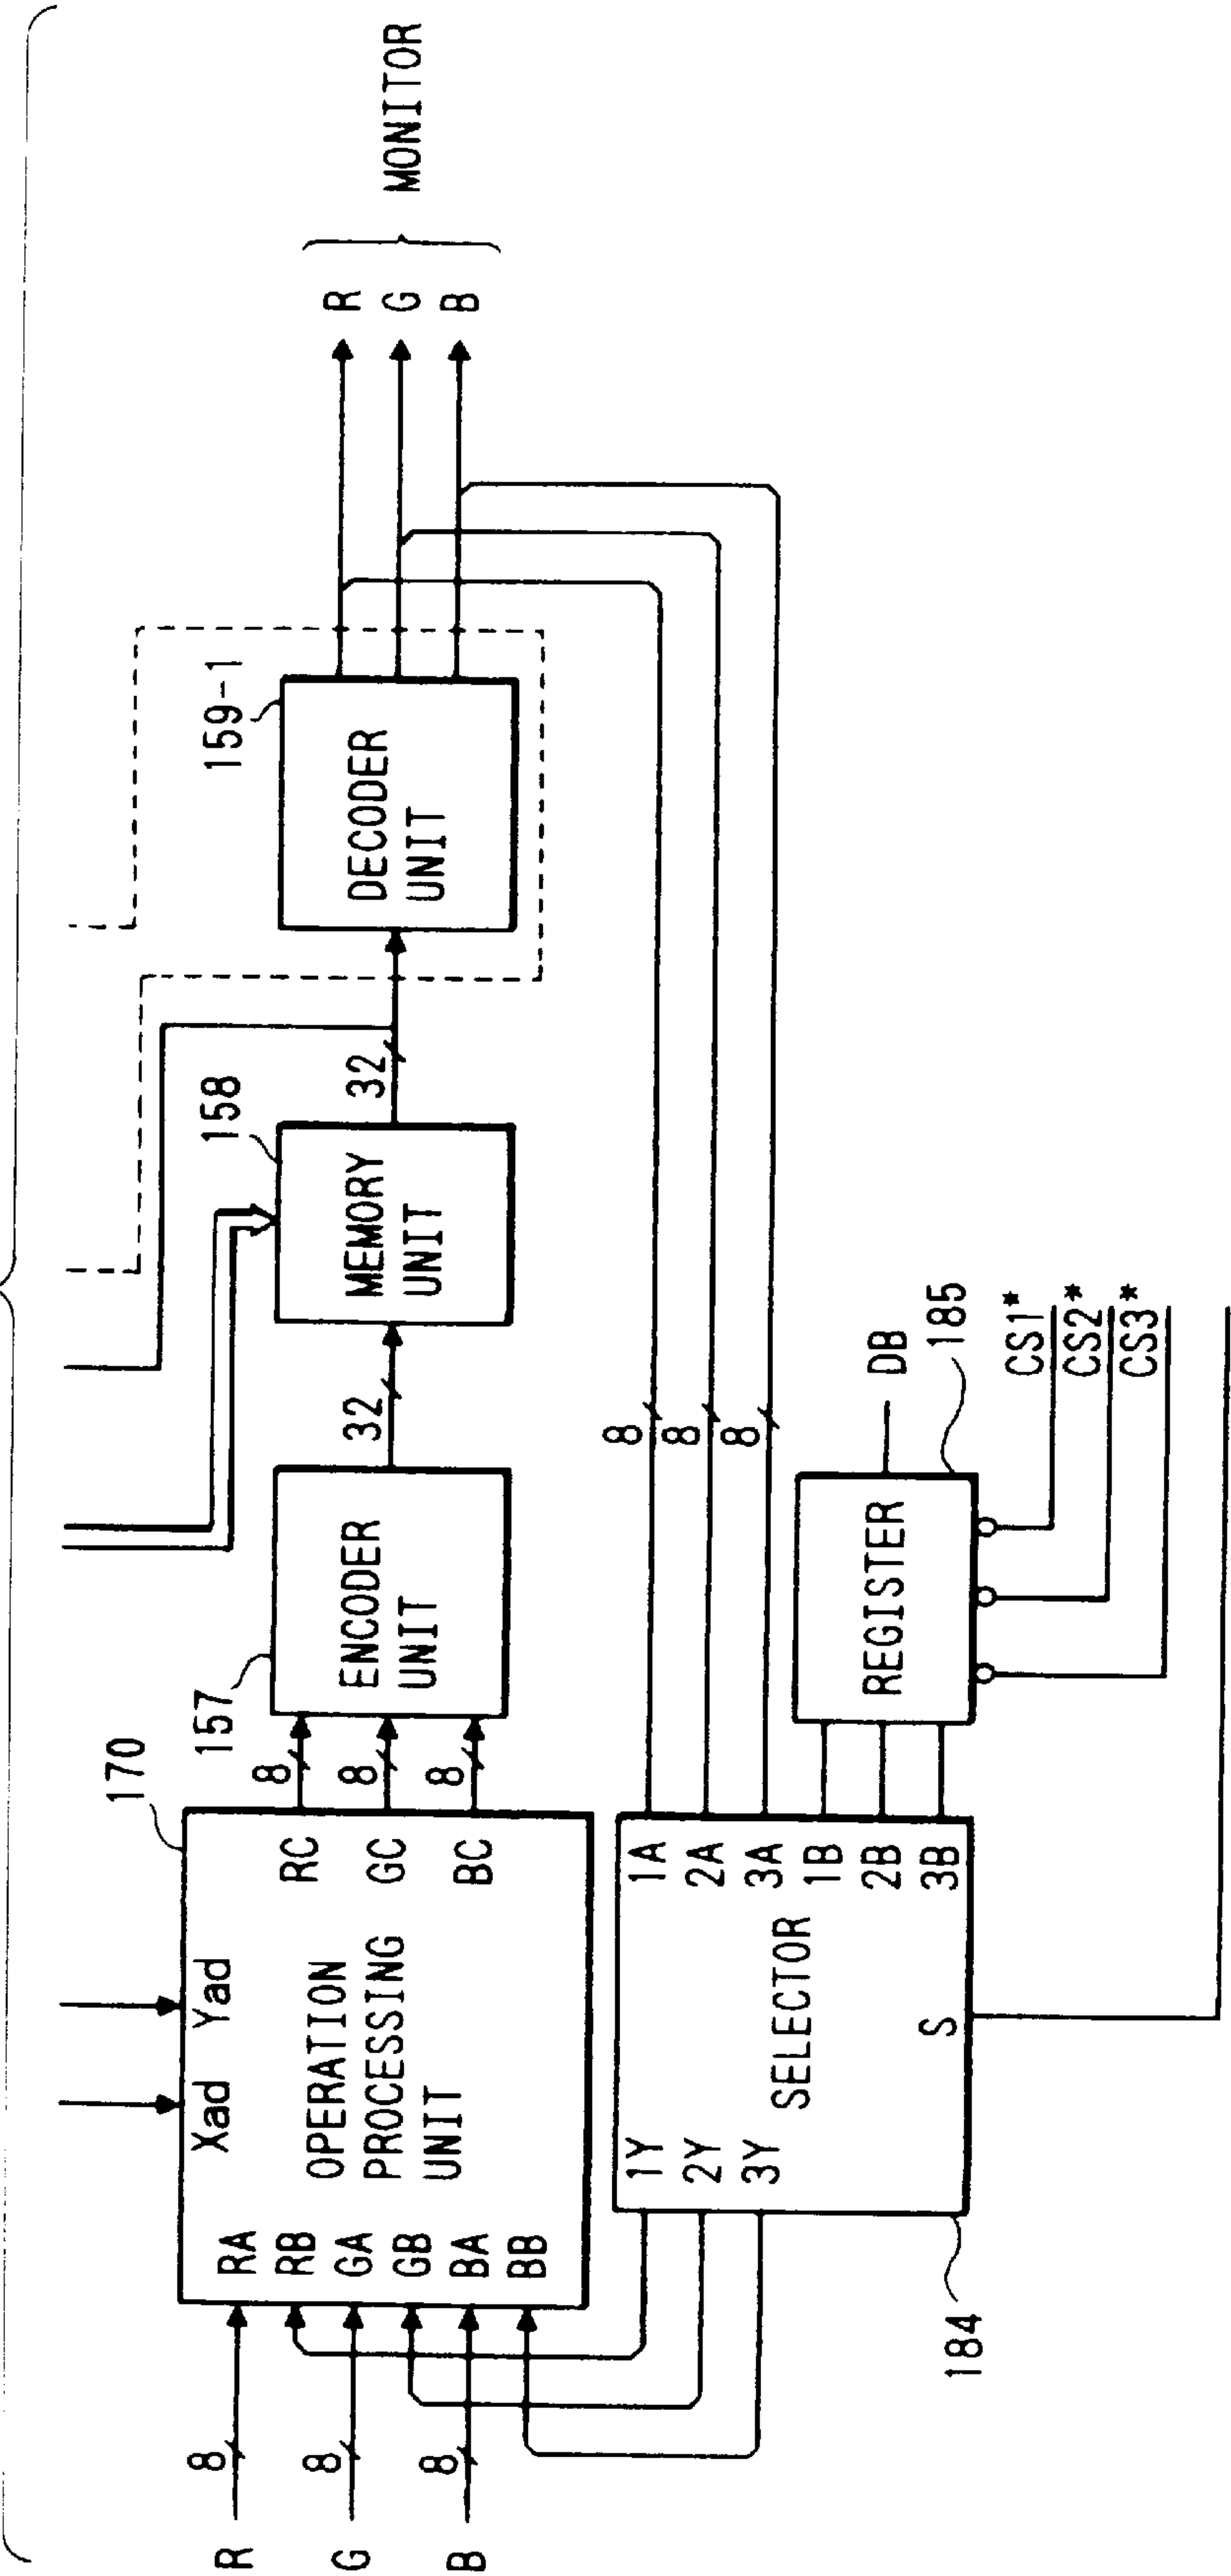 R
G
B
8
8
8
RA
RB
GA
GB
BA
BB
Xad
Yad
OPERATION
PROCESSING
UNIT
RC
GC
BC
170
8
8
8
157
ENCODER
UNIT
32
158
MEMORY
UNIT
32
159-1
DECODER
UNIT
R
G
B
MONITOR
184
1Y
2Y
3Y
SELECTOR
S
1A
2A
3A
1B
2B
3B
8
8
8
REGISTER
DB
185
CS1*
CS2*
CS3*